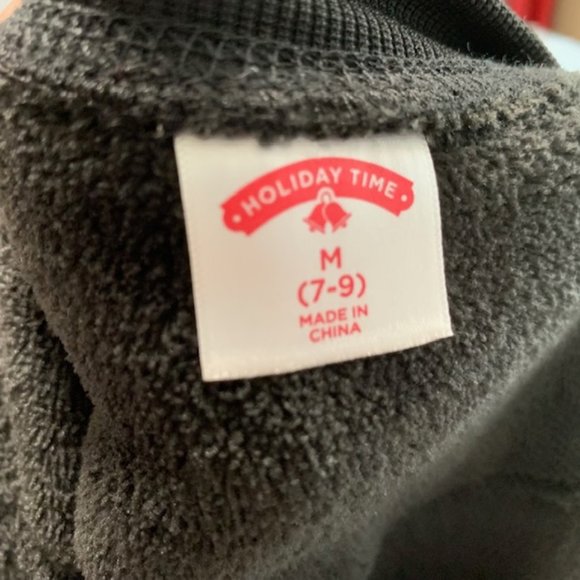 • HOLIDAY TIME •
M
(7-9)
MADE IN
CHINA